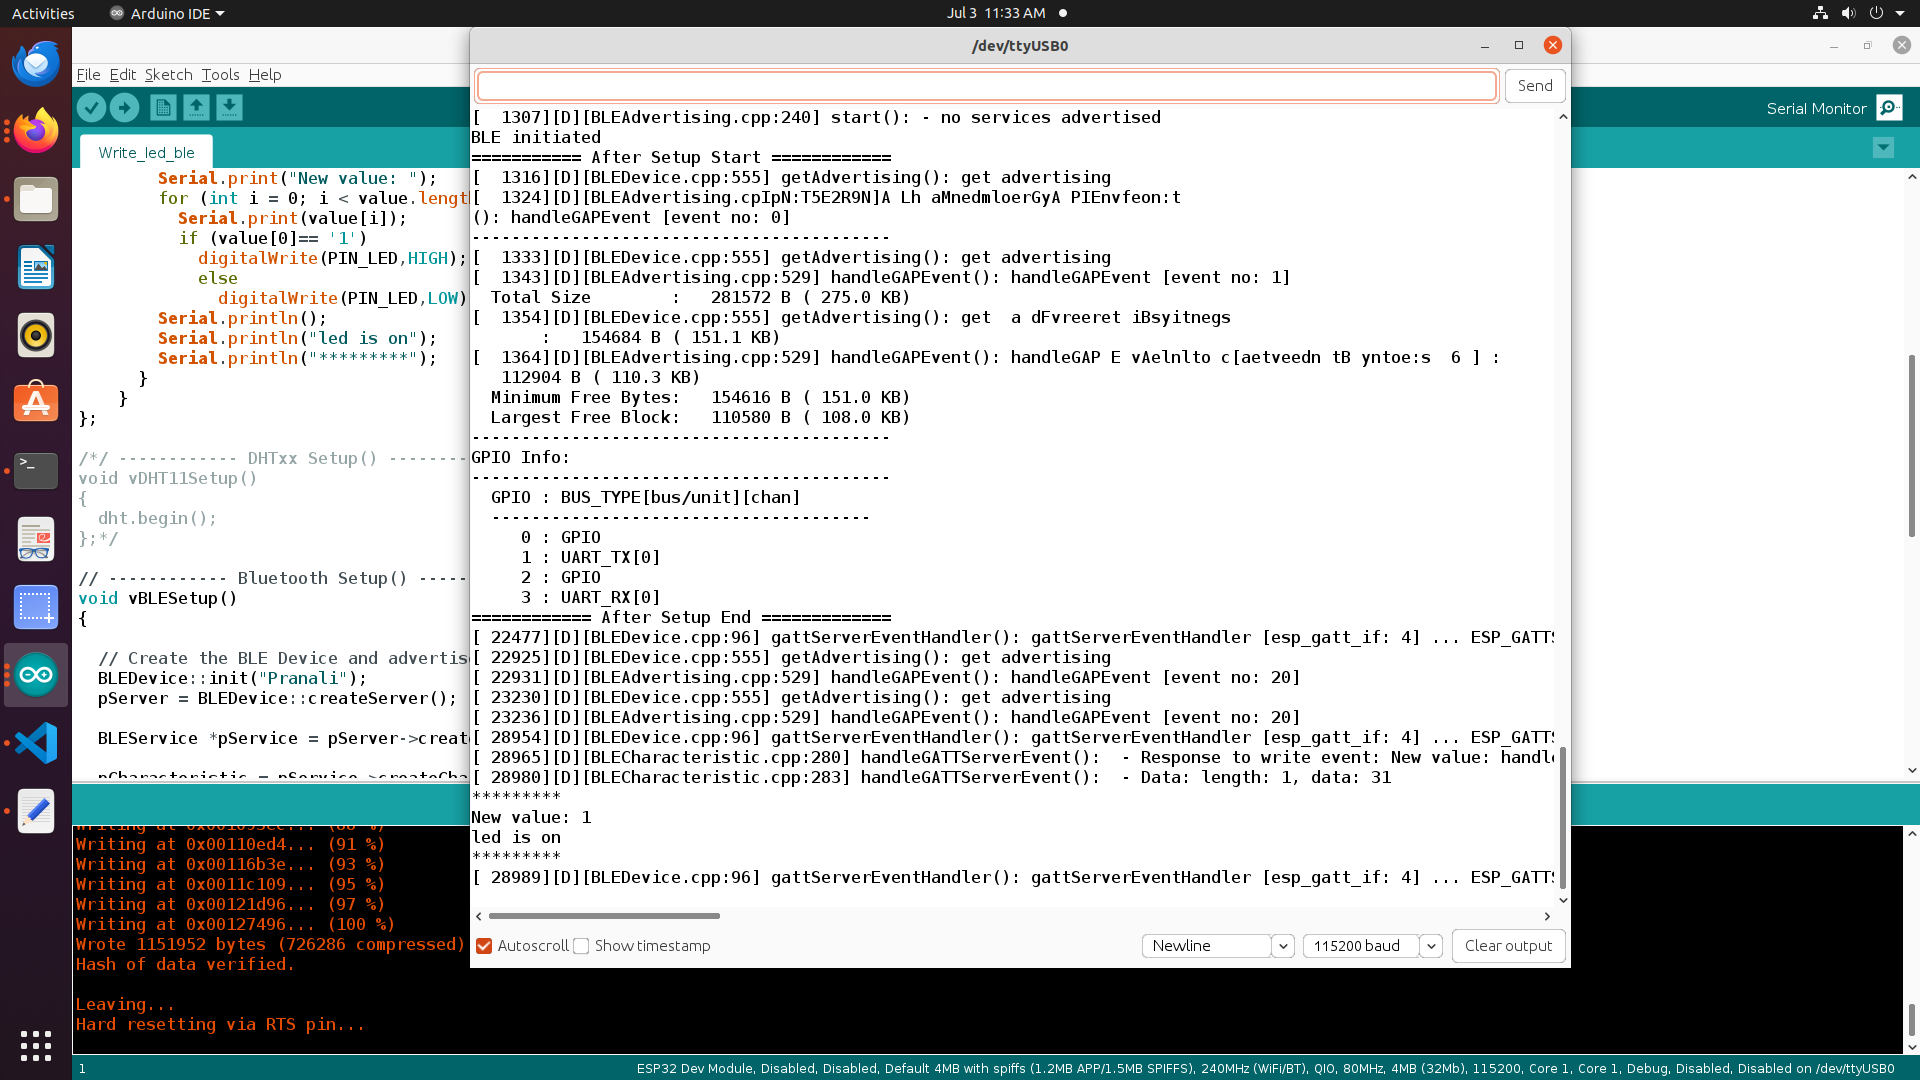 Activities
Arduino IDE
Jul 3 11:33 AM
/dev/ttyUSB0
File Edit Sketch Tools Help
Send
Serial Monitor
Write_led_ble
Serial.print("New value: ");
for (int i = 0; i < value.lengt
Serial.print(value[i]);
if (value[0]== '1')
digitalWrite(PIN_LED,HIGH);
else
digitalWrite(PIN_LED,LOW)
Serial.println();
Serial.println("led is on");
Serial.println("*********");
}
}
};
/*/ ------------ DHTxx Setup() --------
void vDHT11Setup()
{
dht.begin();
};*/
// ------------ Bluetooth Setup() -----
void vBLESetup()
{
// Create the BLE Device and advertis
BLEDevice::init("Pranali");
pServer = BLEDevice::createServer();
BLEService *pService = pServer->creat
pCharacteristic = pService->createCha
[  1307][D][BLEAdvertising.cpp:240] start(): - no services advertised
BLE initiated
=========== After Setup Start ============
[  1316][D][BLEDevice.cpp:555] getAdvertising(): get advertising
[  1324][D][BLEAdvertising.cpIpN:T5E2R9N]A Lh aMnedmloerGyA PIEnvfeon:t
(): handleGAPEvent [event no: 0]
------------------------------------------
[  1333][D][BLEDevice.cpp:555] getAdvertising(): get advertising
[  1343][D][BLEAdvertising.cpp:529] handleGAPEvent(): handleGAPEvent [event no: 1]
Total Size        :   281572 B ( 275.0 KB)
[  1354][D][BLEDevice.cpp:555] getAdvertising(): get  a dFvreeret iBsyitnegs
:   154684 B ( 151.1 KB)
[  1364][D][BLEAdvertising.cpp:529] handleGAPEvent(): handleGAP E vAelnlto c[aetveedn tB yntoe:s  6 ] :
112904 B ( 110.3 KB)
Minimum Free Bytes:   154616 B ( 151.0 KB)
Largest Free Block:   110580 B ( 108.0 KB)
------------------------------------------
GPIO Info:
------------------------------------------
GPIO : BUS_TYPE[bus/unit][chan]
--------------------------------------
0 : GPIO
1 : UART_TX[0]
2 : GPIO
3 : UART_RX[0]
============ After Setup End =============
[ 22477][D][BLEDevice.cpp:96] gattServerEventHandler(): gattServerEventHandler [esp_gatt_if: 4] ... ESP_GATTS
[ 22925][D][BLEDevice.cpp:555] getAdvertising(): get advertising
[ 22931][D][BLEAdvertising.cpp:529] handleGAPEvent(): handleGAPEvent [event no: 20]
[ 23230][D][BLEDevice.cpp:555] getAdvertising(): get advertising
[ 23236][D][BLEAdvertising.cpp:529] handleGAPEvent(): handleGAPEvent [event no: 20]
[ 28954][D][BLEDevice.cpp:96] gattServerEventHandler(): gattServerEventHandler [esp_gatt_if: 4] ... ESP_GATTS
[ 28965][D][BLECharacteristic.cpp:280] handleGATTServerEvent():  - Response to write event: New value: handle
[ 28980][D][BLECharacteristic.cpp:283] handleGATTServerEvent():  - Data: length: 1, data: 31
*********
New value: 1
led is on
*********
[ 28989][D][BLEDevice.cpp:96] gattServerEventHandler(): gattServerEventHandler [esp_gatt_if: 4] ... ESP_GATTS
Autoscroll Show timestamp
Newline
115200 baud
Clear output
Writing at 0x00110ed4... (91 %)
Writing at 0x00116b3e... (93 %)
Writing at 0x0011c109... (95 %)
Writing at 0x00121d96... (97 %)
Writing at 0x00127496... (100 %)
Wrote 1151952 bytes (726286 compressed)
Hash of data verified.
Leaving...
Hard resetting via RTS pin...
1
ESP32 Dev Module, Disabled, Disabled, Default 4MB with spiffs (1.2MB APP/1.5MB SPIFFS), 240MHz (WiFi/BT), QIO, 80MHz, 4MB (32Mb), 115200, Core 1, Core 1, Debug, Disabled, Disabled on /dev/ttyUSB0